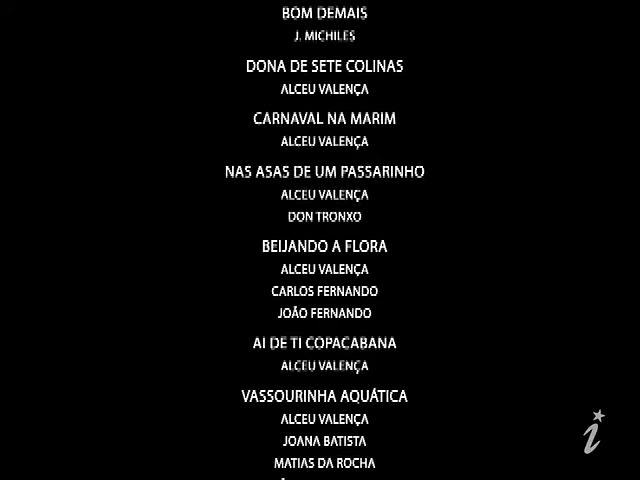 BOM DEMAIS
J. MICHILES
DONA DE SETE COLINAS
ALCEU VALENÇA
CARNAVAL NA MARIM
ALCEU VALENÇA
NAS ASAS DE UM PASSARINHO
ALCEU VALENÇA
DON TRONXO
BEIJANDO A FLORA
ALCEU VALENÇA
CARLOS FERNANDO
JOÃO FERNANDO
AI DE TI COPACABANA
ALCEU VALENÇA
VASSOURINHA AQUÁTICA
ALCEU VALENÇA
JOANA BATISTA
MATIAS DA ROCHA
i